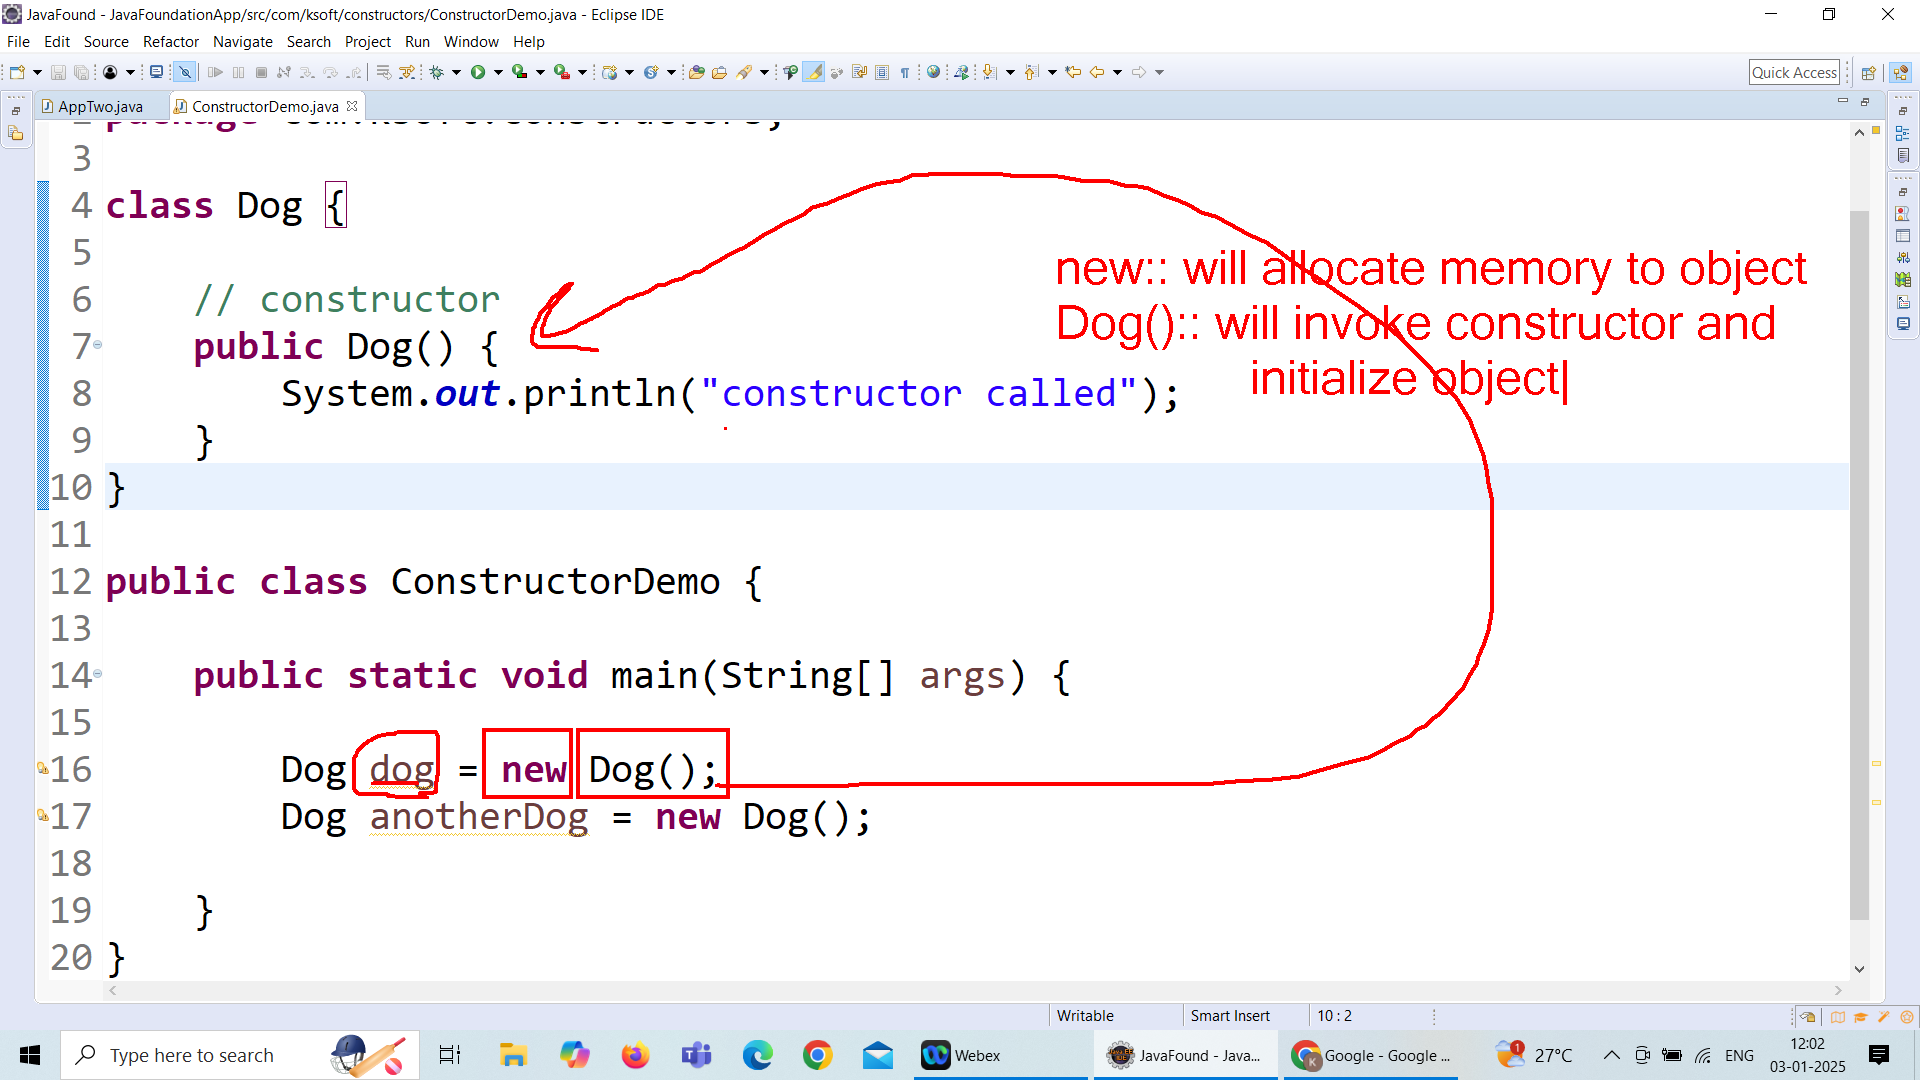 JavaFound - JavaFoundationApp/src/com/ksoft/constructors/ConstructorDemo.java - Eclipse IDE
File Edit Source Refactor Navigate Search Project Run Window Help
Quick Access
AppTwo.java ConstructorDemo.java
3
4 class Dog {
5
6 // constructor
7 public Dog() {
8 System.out.println("constructor called");
9 }
10 }
11
12 public class ConstructorDemo {
13
14 public static void main(String[] args) {
15
16 Dog dog = new Dog();
17 Dog anotherDog = new Dog();
18
19 }
20 }
new:: will allocate memory to object
Dog():: will invoke constructor and
initialize object
Writable Smart Insert 10 : 2
Type here to search
Webex
JavaFound - Java...
Google - Google ...
1
27°C
ENG
12:02
03-01-2025